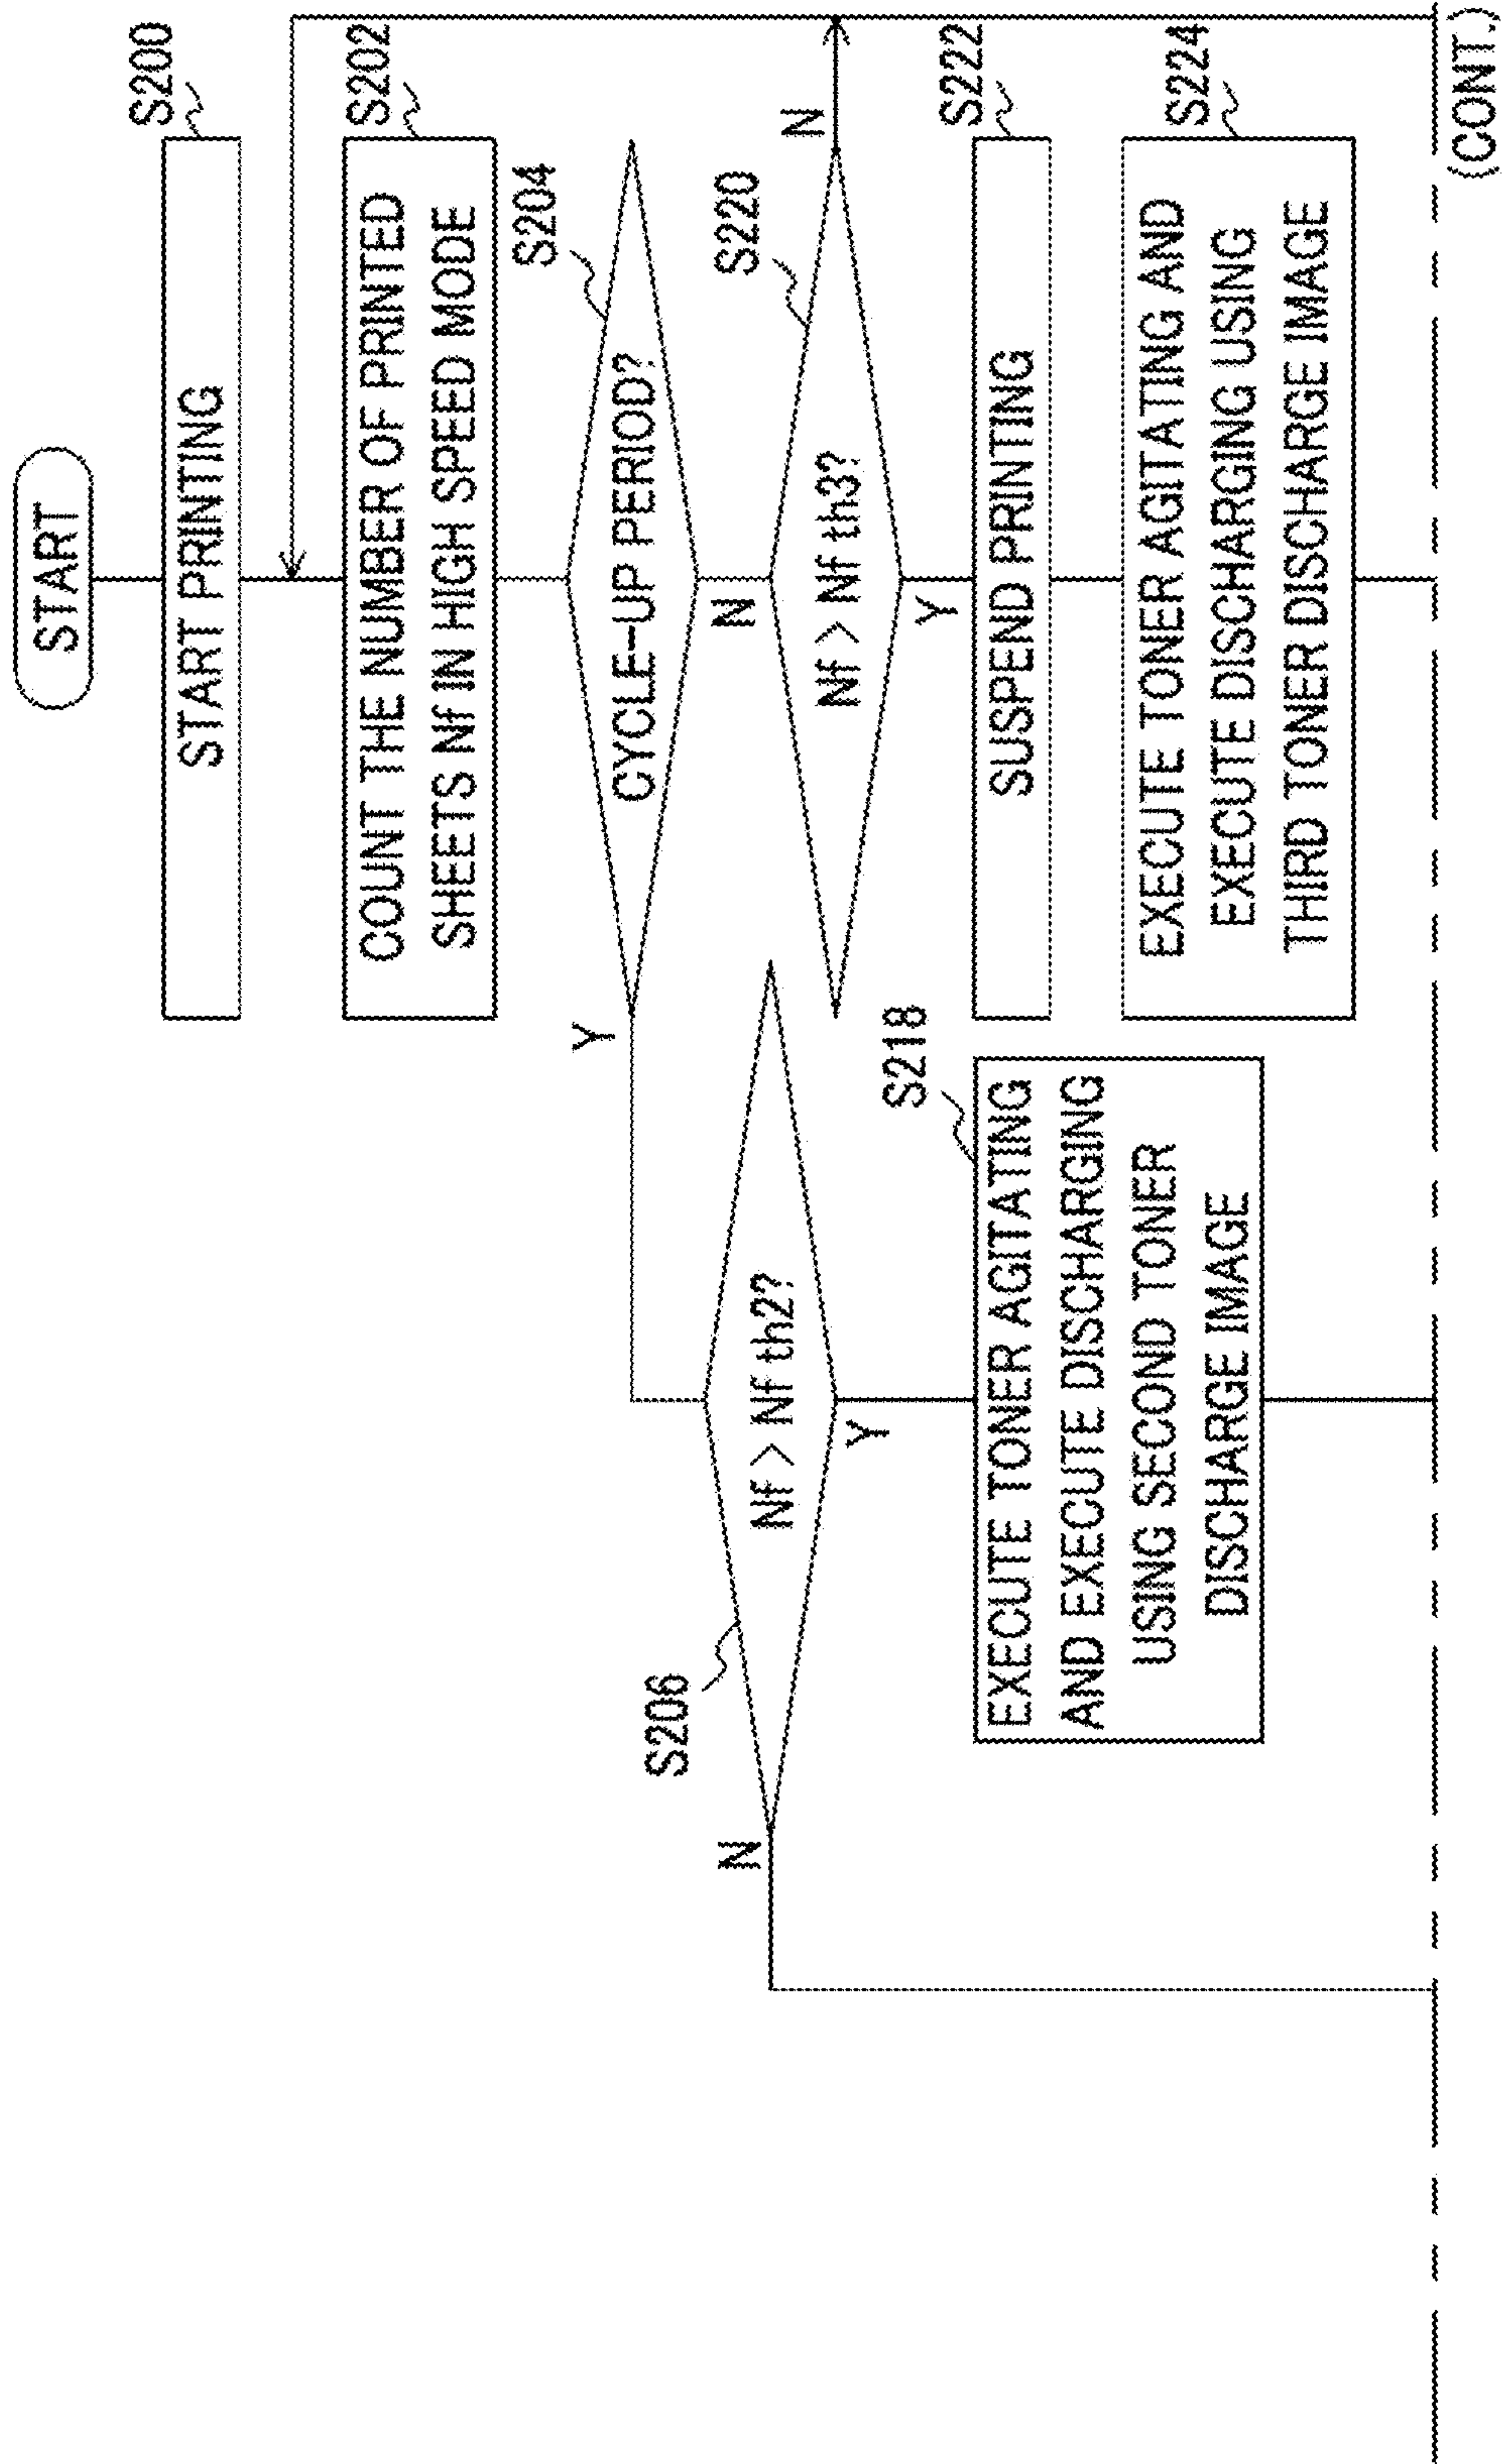 START
S200
START PRINTING
S202
COUNT THE NUMBER OF PRINTED
SHEETS Nf IN HIGH SPEED MODE
S204
CYCLE-UP PERIOD?
Y
N
S206
Nf > Nf th2?
N
Y
S220
Nf > Nf th3?
N
Y
S218
EXECUTE TONER AGITATING
AND EXECUTE DISCHARGING
USING SECOND TONER
DISCHARGE IMAGE
S222
SUSPEND PRINTING
S224
EXECUTE TONER AGITATING AND
EXECUTE DISCHARGING USING
THIRD TONER DISCHARGE IMAGE
(CONT.)